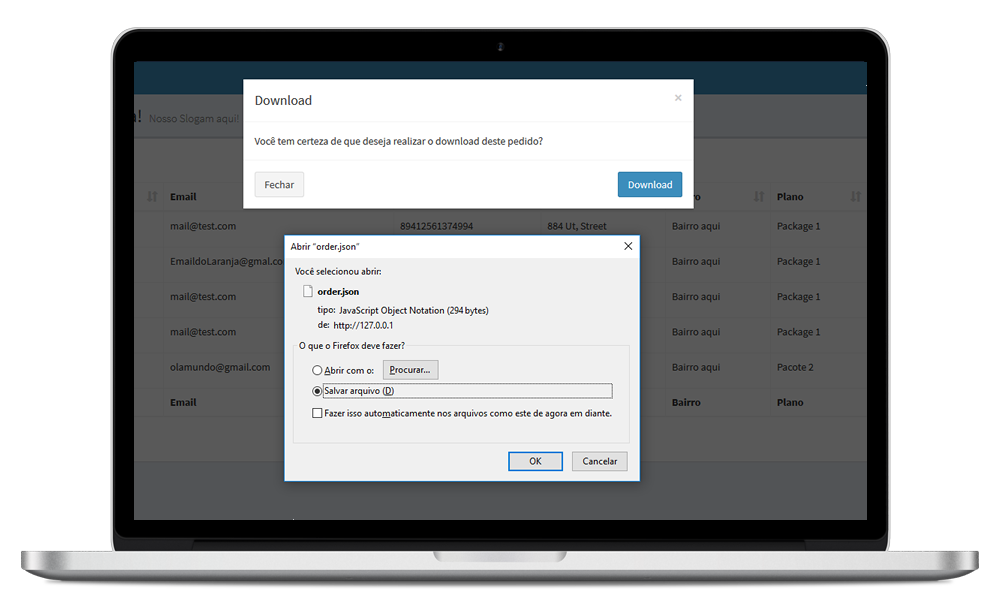 Download ×
a! Nosso Slogam aqui!
Você tem certeza de que deseja realizar o download deste pedido?
Fechar Download
Email Plano
mail@test.com 89412561374994 884 Ut, Street Bairro aqui Package 1
Abrir "order.json"
EmaildoLaranja@gmal.co Bairro aqui Package 1
Você selecionou abrir:
order.json
mail@test.com Bairro aqui Package 1
tipo: JavaScript Object Notation (294 bytes)
de: http://127.0.0.1
mail@test.com Bairro aqui Package 1
O que o Firefox deve fazer?
Abrir com o: Procurar...
olamundo@gmail.com Bairro aqui Pacote 2
Salvar arquivo (D)
Email Bairro Plano
Fazer isso automaticamente nos arquivos como este de agora em diante.
OK Cancelar